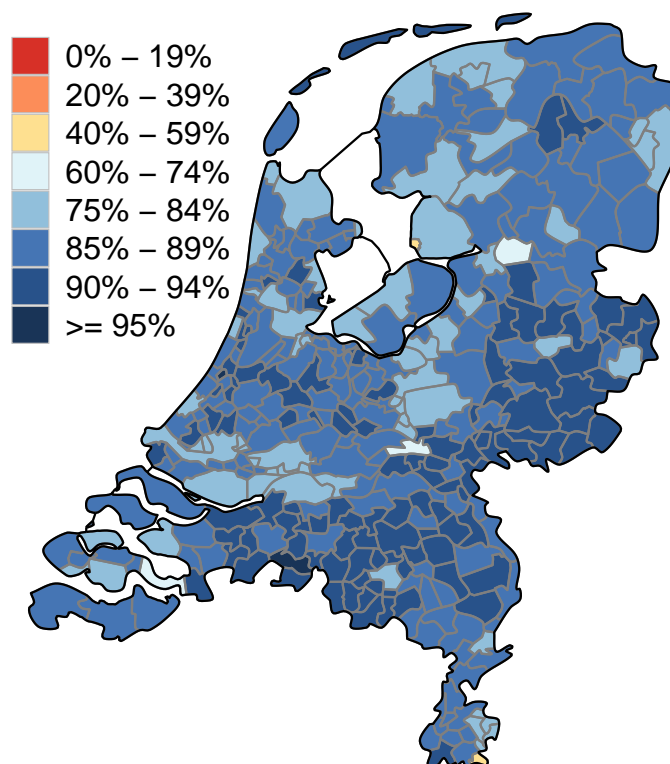 0% – 19%
20% – 39%
40% – 59%
60% – 74%
75% – 84%
85% – 89%
90% – 94%
>= 95%